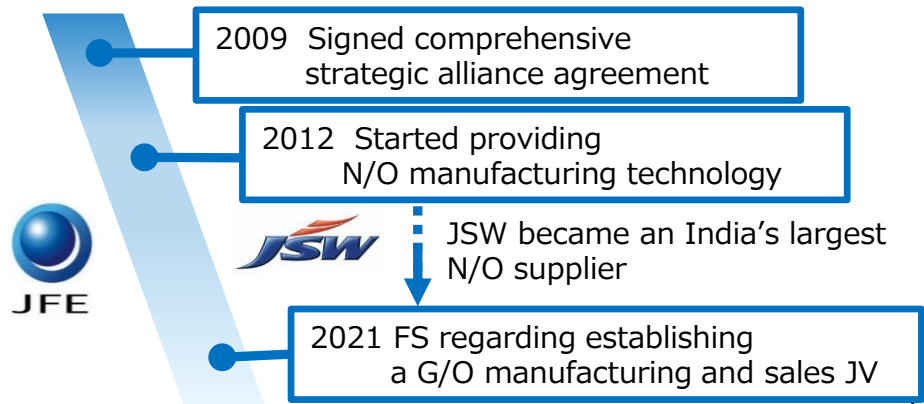 2009 Signed comprehensive
strategic alliance agreement
2012 Started providing
N/O manufacturing technology
JFE
JSW
JSW became an India’s largest
N/O supplier
2021 FS regarding establishing
a G/O manufacturing and sales JV